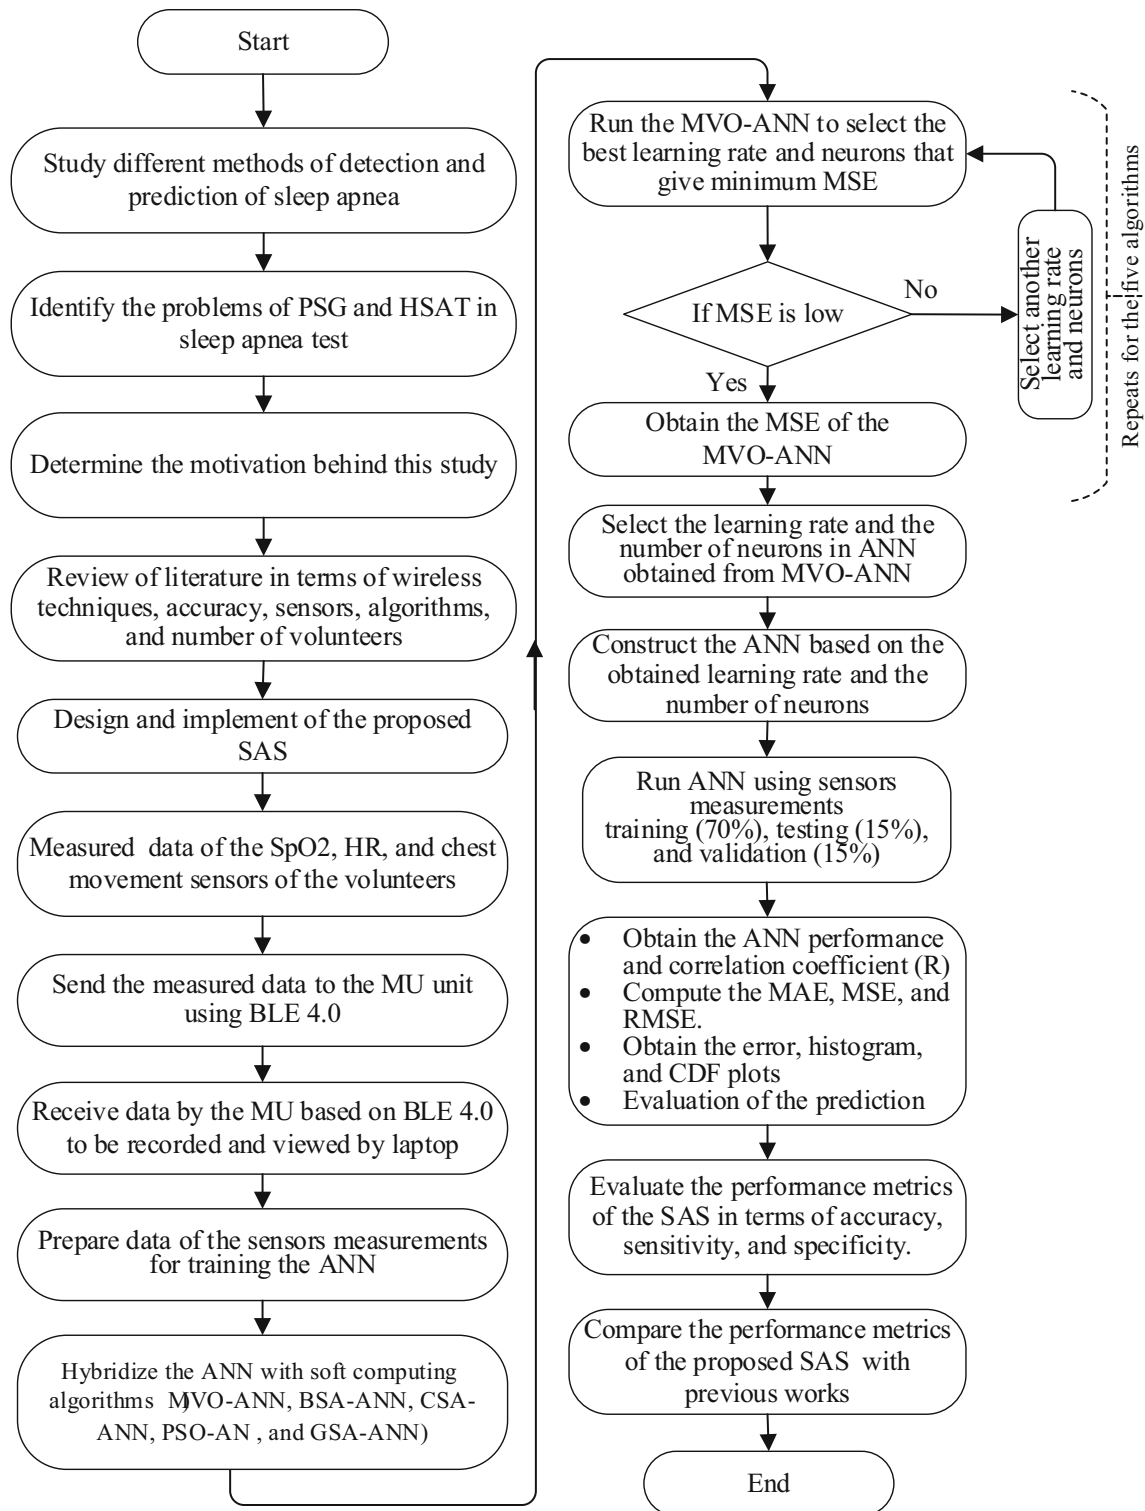 Start
Study different methods of detection and
prediction of sleep apnea
Identify the problems of PSG and HSAT in
sleep apnea test
Determine the motivation behind this study
Review of literature in terms of wireless
techniques, accuracy, sensors, algorithms,
and number of volunteers
Design and implement of the proposed
SAS
Measured data of the SpO2, HR, and chest
movement sensors of the volunteers
Send the measured data to the MU unit
using BLE 4.0
Receive data by the MU based on BLE 4.0
to be recorded and viewed by laptop
Prepare data of the sensors measurements
for training the ANN
Hybridize the ANN with soft computing
algorithms MVO-ANN, BSA-ANN, CSA-
ANN, PSO-AN , and GSA-ANN)
Run the MVO-ANN to select the
best learning rate and neurons that
give minimum MSE
If MSE is low
No
Select another
learning rate
and neurons
Repeats for the five algorithms
Yes
Obtain the MSE of the
MVO-ANN
Select the learning rate and the
number of neurons in ANN
obtained from MVO-ANN
Construct the ANN based on the
obtained learning rate and the
number of neurons
Run ANN using sensors
measurements
training (70%), testing (15%),
and validation (15%)
• Obtain the ANN performance
and correlation coefficient (R)
• Compute the MAE, MSE, and
RMSE.
• Obtain the error, histogram,
and CDF plots
• Evaluation of the prediction
Evaluate the performance metrics
of the SAS in terms of accuracy,
sensitivity, and specificity.
Compare the performance metrics
of the proposed SAS with
previous works
End